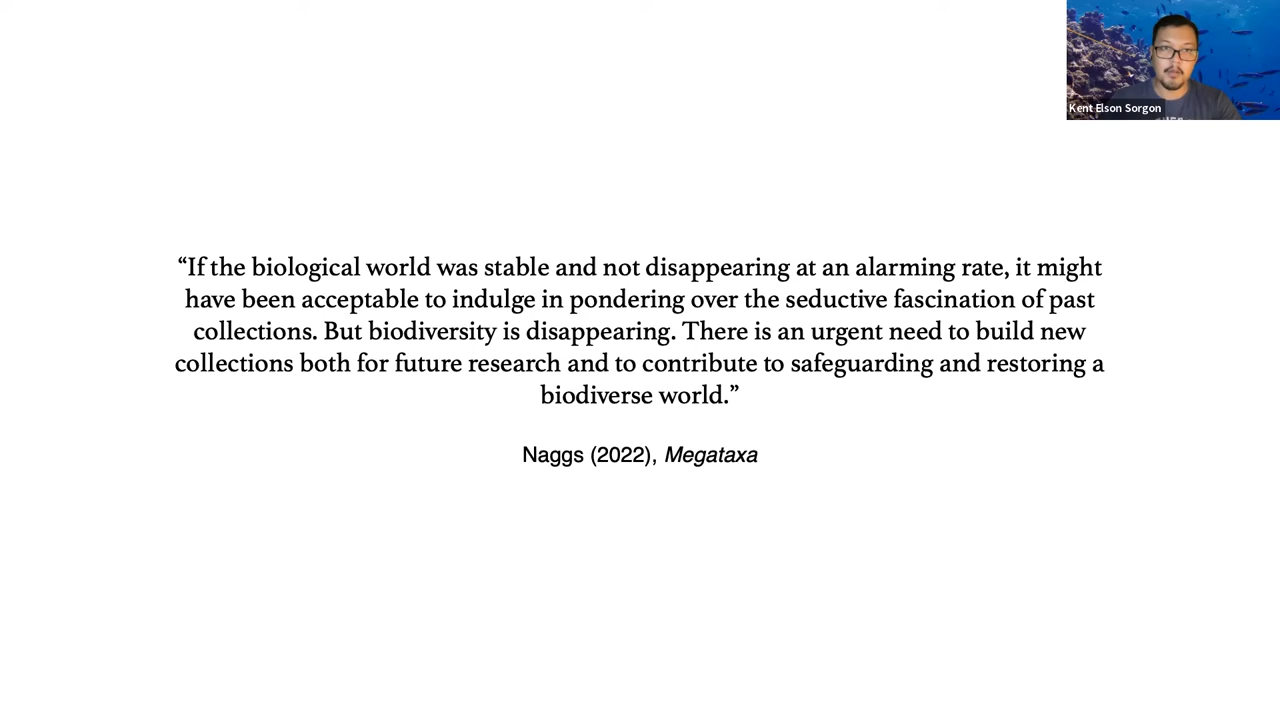 Kent Elson Sorgon
“If the biological world was stable and not disappearing at an alarming rate, it might
have been acceptable to indulge in pondering over the seductive fascination of past
collections. But biodiversity is disappearing. There is an urgent need to build new
collections both for future research and to contribute to safeguarding and restoring a
biodiverse world.”
Naggs (2022), Megataxa